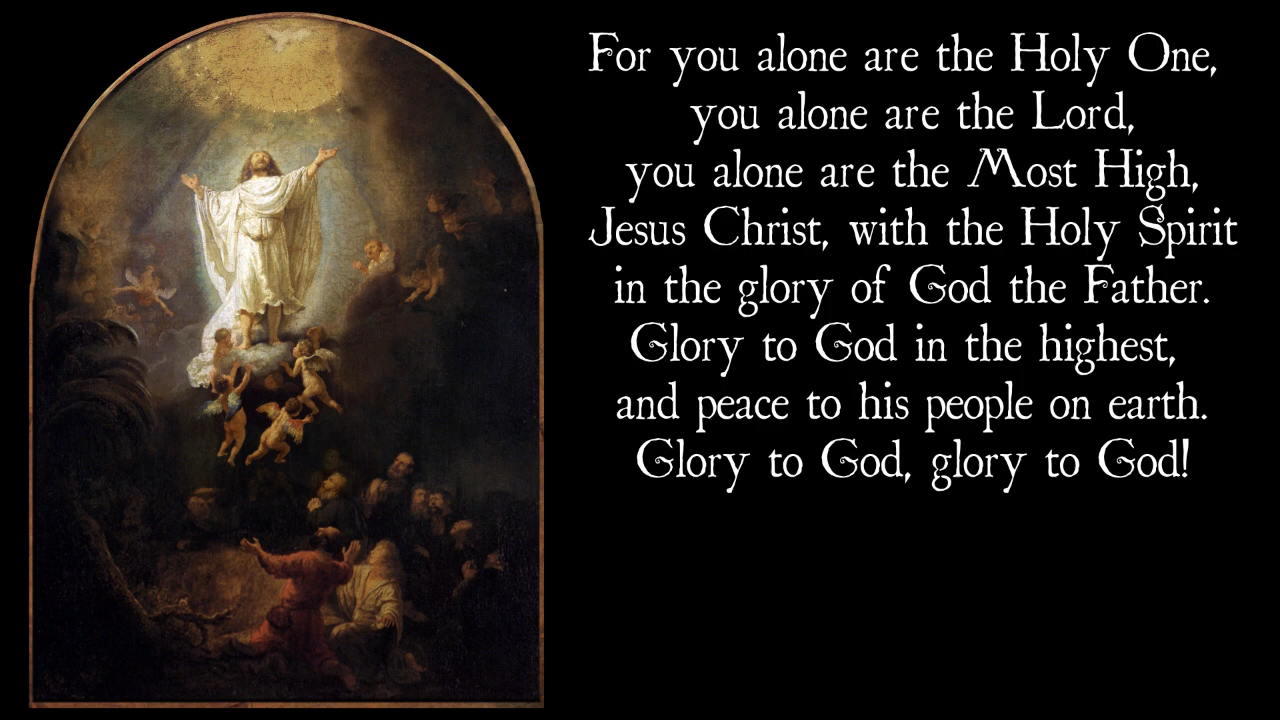 For you alone are the Holy One,
you alone are the Lord,
you alone are the Most High,
Jesus Christ, with the Holy Spirit
in the glory of God the Father.
Glory to God in the highest,
and peace to his people on earth.
Glory to God, glory to God!